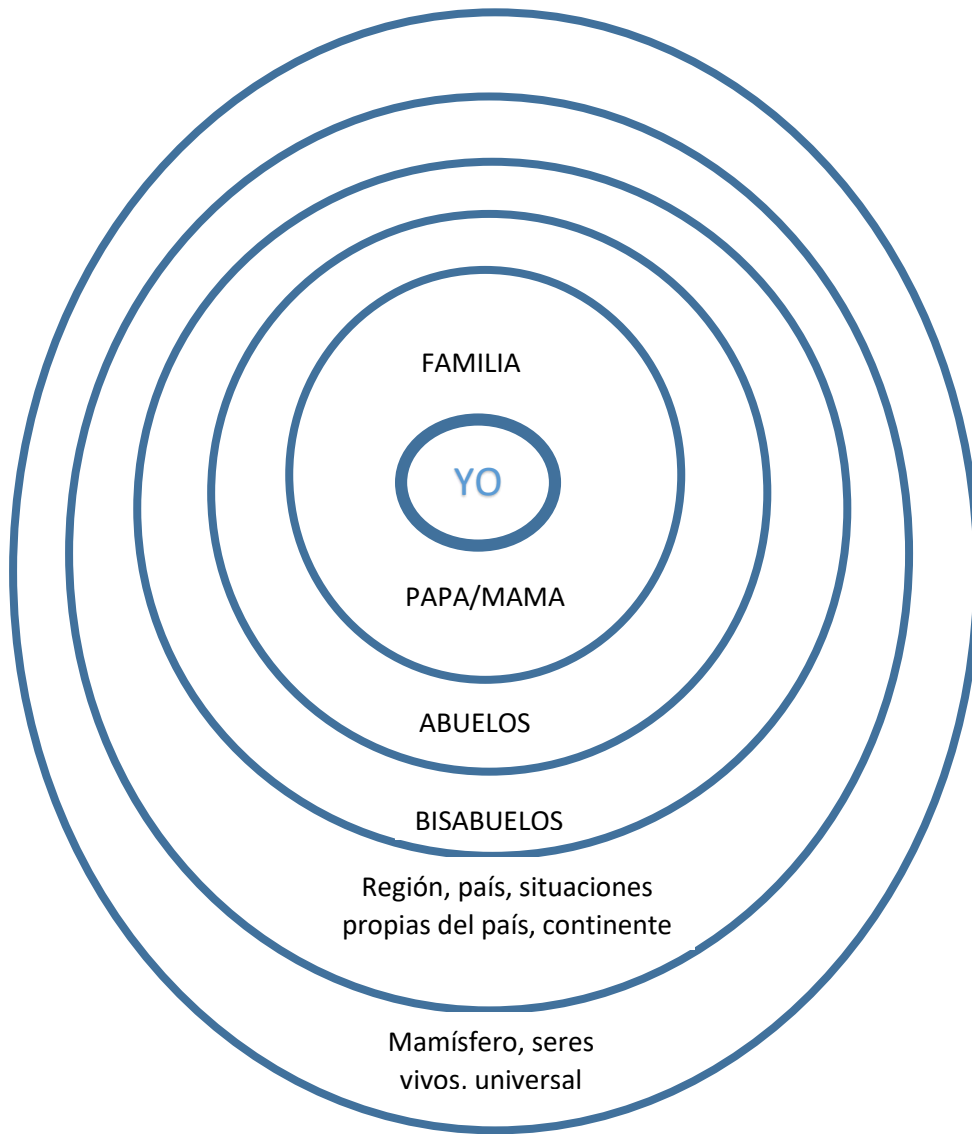 FAMILIA
YO
PAPA/MAMA
ABUELOS
BISABUELOS
Región, país, situaciones
propias del país, continente
Mamísfero, seres
vivos. universal